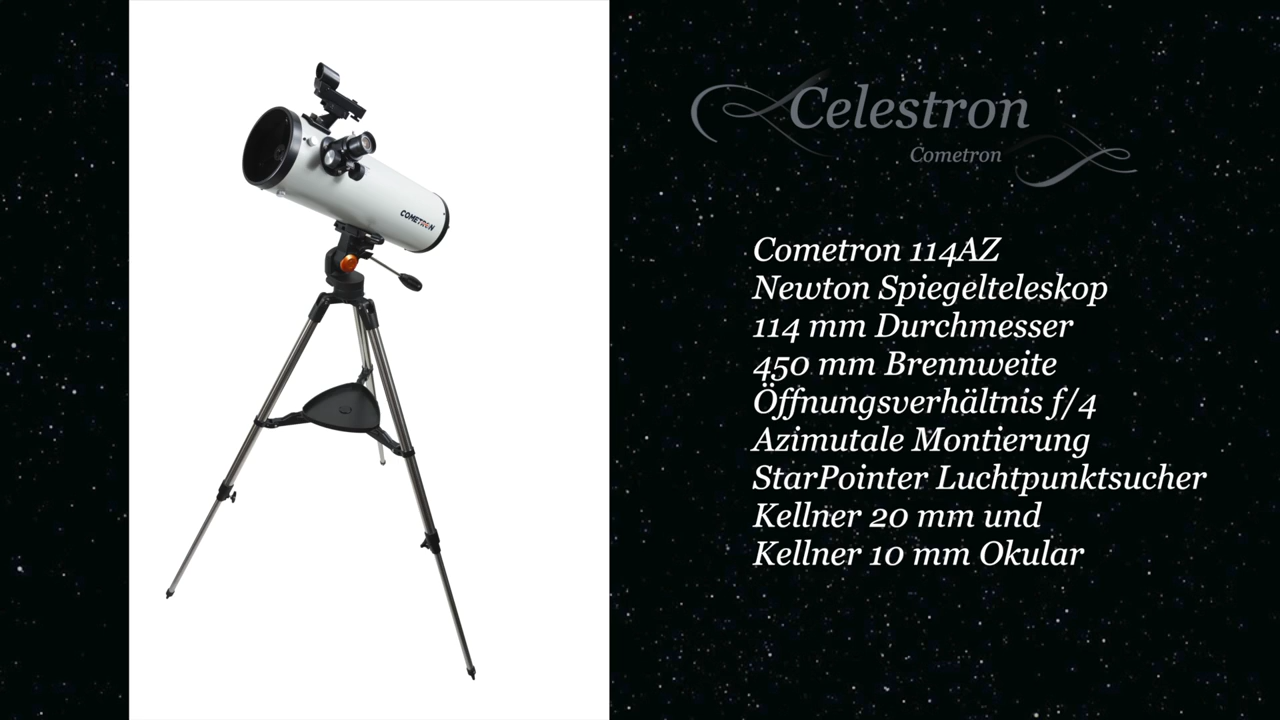 COMETRON
Celestron
Cometron
Cometron 114AZ
Newton Spiegelteleskop
114 mm Durchmesser
450 mm Brennweite
Öffnungsverhältnis f/4
Azimutale Montierung
StarPointer Luchtpunktsucher
Kellner 20 mm und
Kellner 10 mm Okular